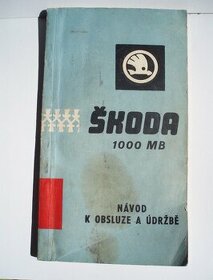 ŠKODA
1000 MB
NÁVOD
K OBSLUZE A ÚDRŽBĚ